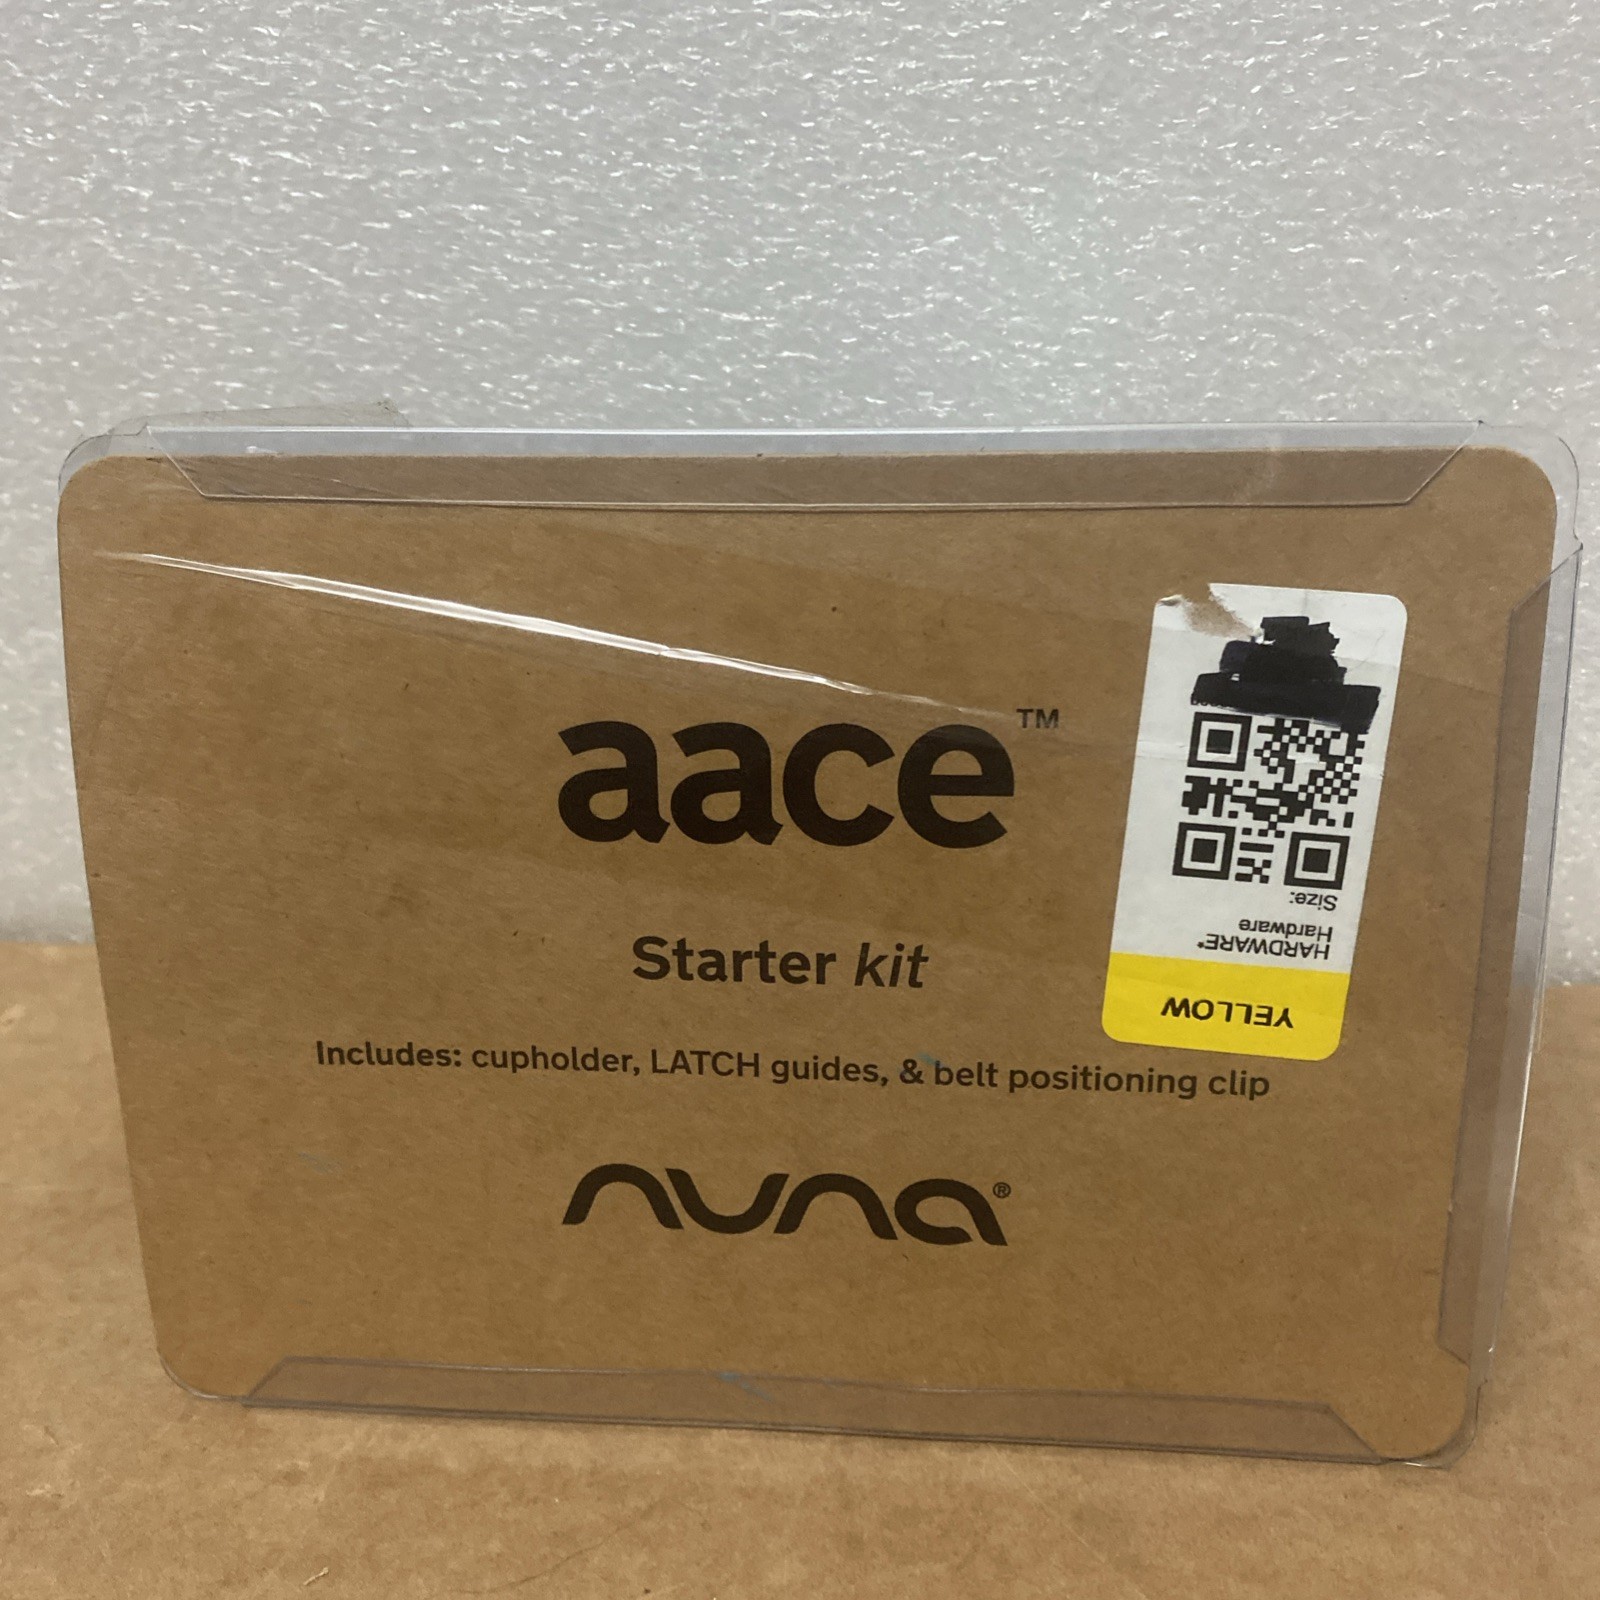 aace™
Starter kit
Includes: cupholder, LATCH guides, & belt positioning clip
nuna®
YELLOW
HARDWARE*
Hardware
Size: